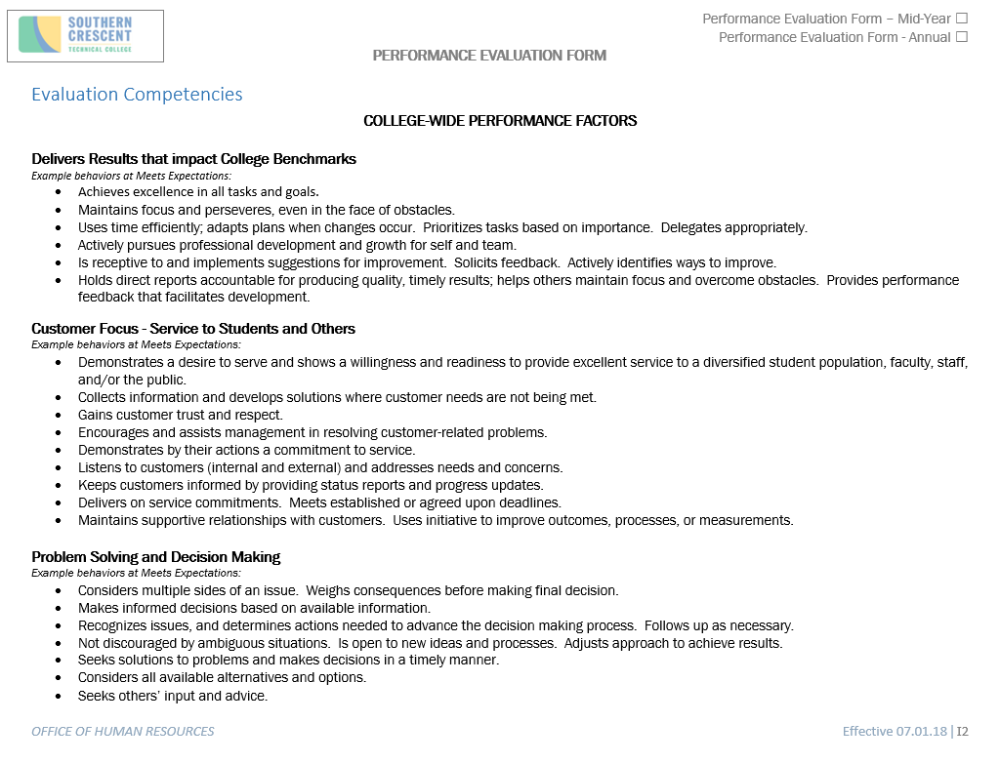 SOUTHERN
CRESCENT
TECHNICAL COLLEGE
Performance Evaluation Form – Mid-Year ☐
Performance Evaluation Form - Annual ☐
PERFORMANCE EVALUATION FORM
Evaluation Competencies
COLLEGE-WIDE PERFORMANCE FACTORS
Delivers Results that impact College Benchmarks
Example behaviors at Meets Expectations:
• Achieves excellence in all tasks and goals.
• Maintains focus and perseveres, even in the face of obstacles.
• Uses time efficiently; adapts plans when changes occur.  Prioritizes tasks based on importance.  Delegates appropriately.
• Actively pursues professional development and growth for self and team.
• Is receptive to and implements suggestions for improvement.  Solicits feedback.  Actively identifies ways to improve.
• Holds direct reports accountable for producing quality, timely results; helps others maintain focus and overcome obstacles.  Provides performance
feedback that facilitates development.
Customer Focus - Service to Students and Others
Example behaviors at Meets Expectations:
• Demonstrates a desire to serve and shows a willingness and readiness to provide excellent service to a diversified student population, faculty, staff,
and/or the public.
• Collects information and develops solutions where customer needs are not being met.
• Gains customer trust and respect.
• Encourages and assists management in resolving customer-related problems.
• Demonstrates by their actions a commitment to service.
• Listens to customers (internal and external) and addresses needs and concerns.
• Keeps customers informed by providing status reports and progress updates.
• Delivers on service commitments.  Meets established or agreed upon deadlines.
• Maintains supportive relationships with customers.  Uses initiative to improve outcomes, processes, or measurements.
Problem Solving and Decision Making
Example behaviors at Meets Expectations:
• Considers multiple sides of an issue.  Weighs consequences before making final decision.
• Makes informed decisions based on available information.
• Recognizes issues, and determines actions needed to advance the decision making process.  Follows up as necessary.
• Not discouraged by ambiguous situations.  Is open to new ideas and processes.  Adjusts approach to achieve results.
• Seeks solutions to problems and makes decisions in a timely manner.
• Considers all available alternatives and options.
• Seeks others’ input and advice.
OFFICE OF HUMAN RESOURCES
Effective 07.01.18 | I2